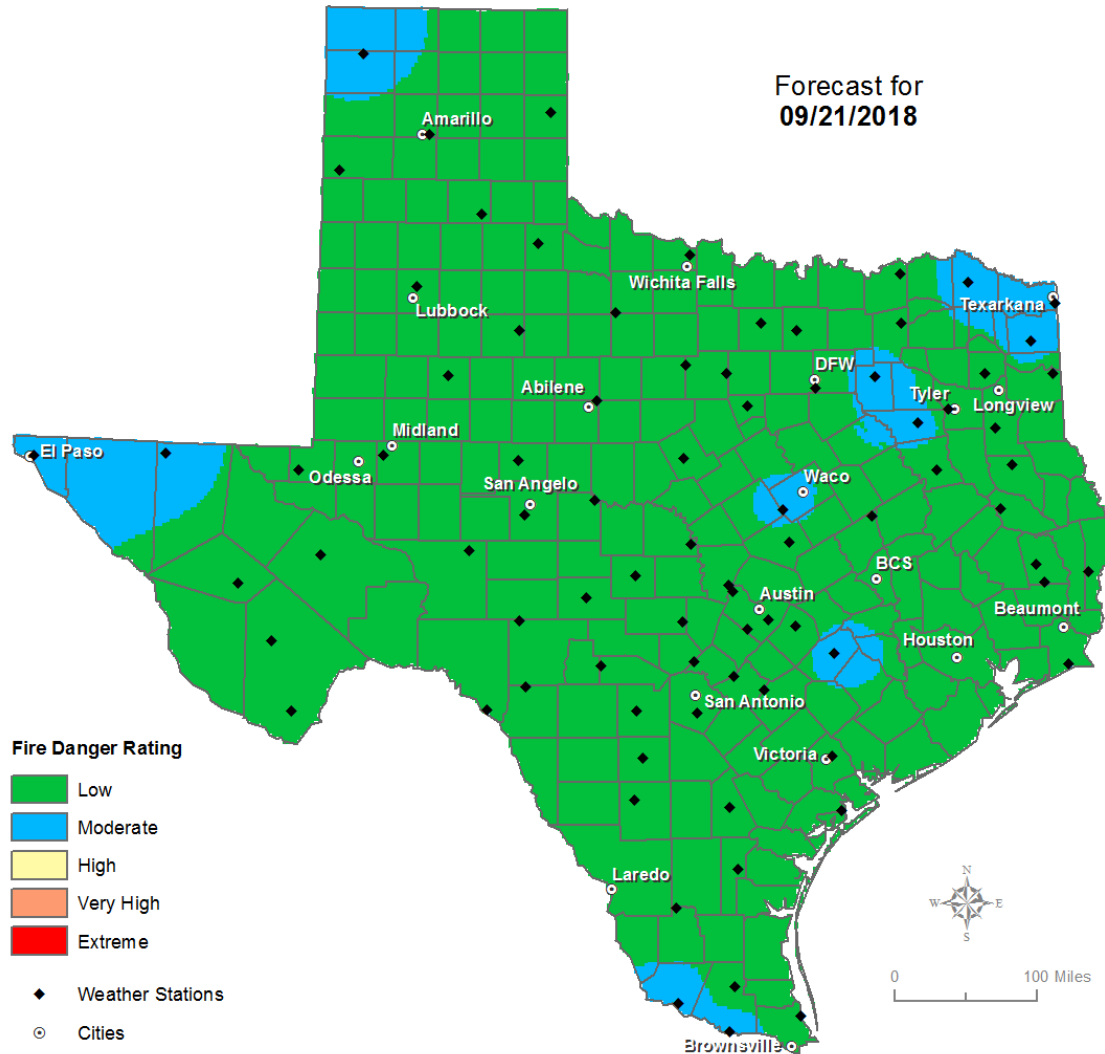 Forecast for
09/21/2018
Amarillo
Wichita Falls
Lubbock
Texarkana
DFW
Abilene
Tyler
Longview
Midland
El Paso
Odessa
San Angelo
Waco
BCS
Austin
Beaumont
Houston
San Antonio
Victoria
Laredo
Brownsville
Fire Danger Rating
Low
Moderate
High
Very High
Extreme
Weather Stations
Cities
N
W E
S
0 100 Miles